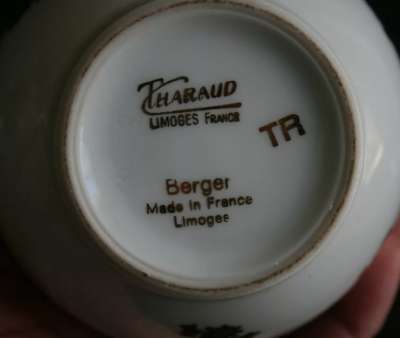 THARAUD
LIMOGES FRANCE
TR
Berger
Made in France
Limoges